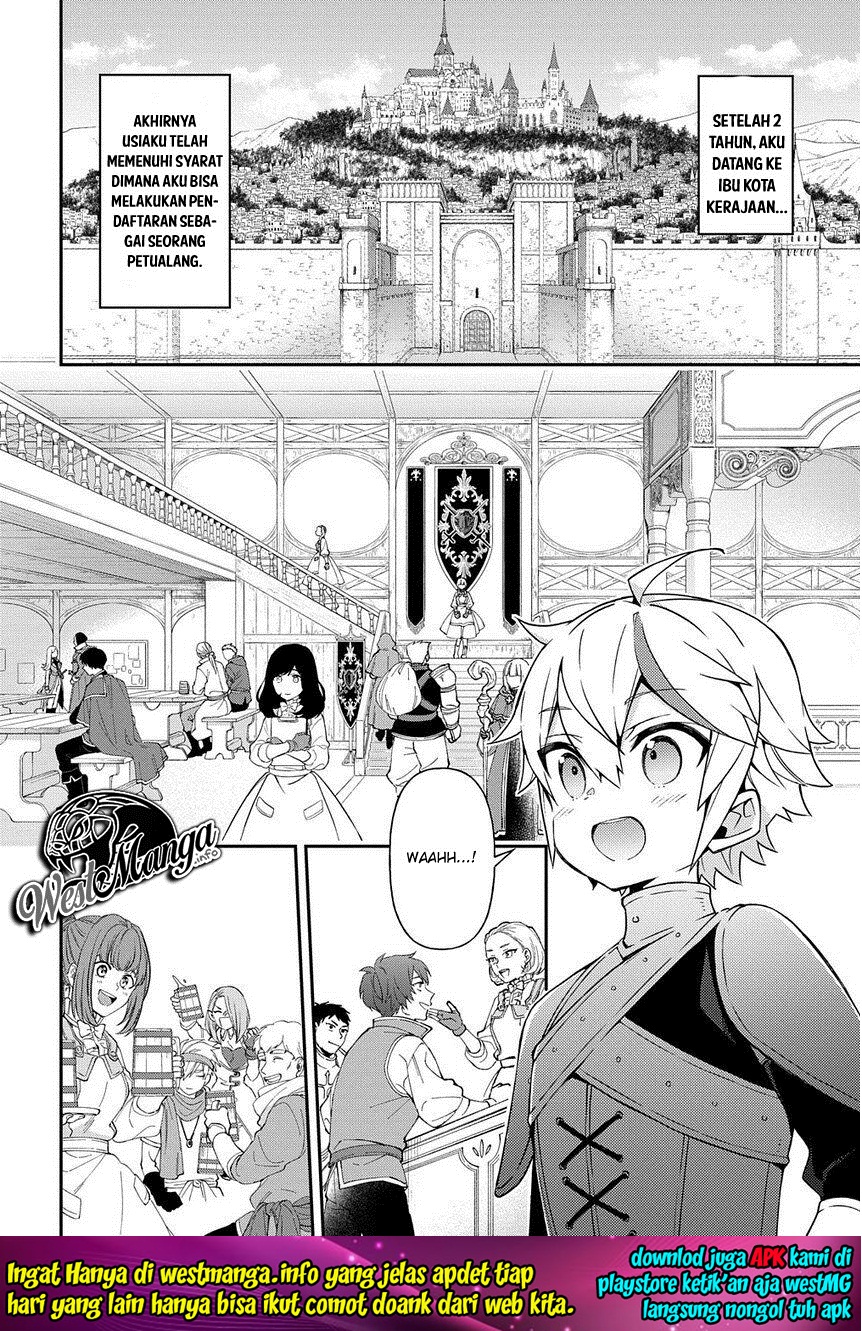 SETELAH 2
TAHUN, AKU
DATANG KE
IBU KOTA
KERAJAAN...
AKHIRNYA
USIAKU TELAH
MEMENUHI SYARAT
DIMANA AKU BISA
MELAKUKAN PEN-
DAFTARAN SEBA-
GAI SEORANG
PETUALANG.
WAAHH...!
WestManga
.info
Ingat Hanya di westmanga.info yang jelas apdet tiap
hari yang lain hanya bisa ikut comot doank dari web kita.
downlod juga APK kami di
playstore ketik'an aja westMG
langsung nongol tuh apk